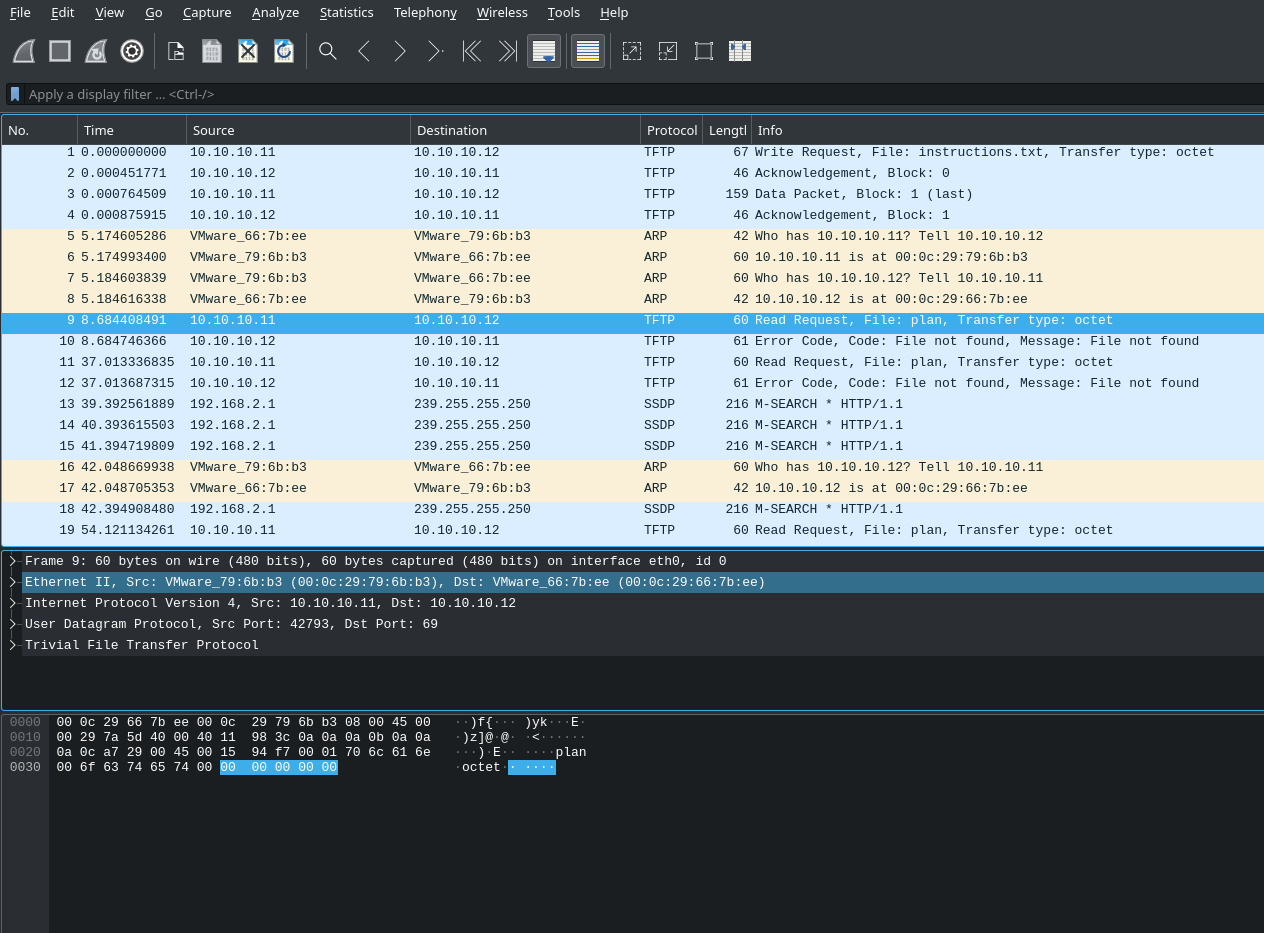 File Edit View Go Capture Analyze Statistics Telephony Wireless Tools Help
Apply a display filter ... <Ctrl-/>
No. Time Source Destination Protocol Lengtl Info
1 0.000000000 10.10.10.11 10.10.10.12 TFTP 67 Write Request, File: instructions.txt, Transfer type: octet
2 0.000451771 10.10.10.12 10.10.10.11 TFTP 46 Acknowledgement, Block: 0
3 0.000764509 10.10.10.11 10.10.10.12 TFTP 159 Data Packet, Block: 1 (last)
4 0.000875915 10.10.10.12 10.10.10.11 TFTP 46 Acknowledgement, Block: 1
5 5.174605286 VMware_66:7b:ee VMware_79:6b:b3 ARP 42 Who has 10.10.10.11? Tell 10.10.10.12
6 5.174993400 VMware_79:6b:b3 VMware_66:7b:ee ARP 60 10.10.10.11 is at 00:0c:29:79:6b:b3
7 5.184603839 VMware_79:6b:b3 VMware_66:7b:ee ARP 60 Who has 10.10.10.12? Tell 10.10.10.11
8 5.184616338 VMware_66:7b:ee VMware_79:6b:b3 ARP 42 10.10.10.12 is at 00:0c:29:66:7b:ee
9 8.684408491 10.10.10.11 10.10.10.12 TFTP 60 Read Request, File: plan, Transfer type: octet
10 8.684746366 10.10.10.12 10.10.10.11 TFTP 61 Error Code, Code: File not found, Message: File not found
11 37.013336835 10.10.10.11 10.10.10.12 TFTP 60 Read Request, File: plan, Transfer type: octet
12 37.013687315 10.10.10.12 10.10.10.11 TFTP 61 Error Code, Code: File not found, Message: File not found
13 39.392561889 192.168.2.1 239.255.255.250 SSDP 216 M-SEARCH * HTTP/1.1
14 40.393615503 192.168.2.1 239.255.255.250 SSDP 216 M-SEARCH * HTTP/1.1
15 41.394719809 192.168.2.1 239.255.255.250 SSDP 216 M-SEARCH * HTTP/1.1
16 42.048669938 VMware_79:6b:b3 VMware_66:7b:ee ARP 60 Who has 10.10.10.12? Tell 10.10.10.11
17 42.048705353 VMware_66:7b:ee VMware_79:6b:b3 ARP 42 10.10.10.12 is at 00:0c:29:66:7b:ee
18 42.394908480 192.168.2.1 239.255.255.250 SSDP 216 M-SEARCH * HTTP/1.1
19 54.121134261 10.10.10.11 10.10.10.12 TFTP 60 Read Request, File: plan, Transfer type: octet
Frame 9: 60 bytes on wire (480 bits), 60 bytes captured (480 bits) on interface eth0, id 0
Ethernet II, Src: VMware_79:6b:b3 (00:0c:29:79:6b:b3), Dst: VMware_66:7b:ee (00:0c:29:66:7b:ee)
Internet Protocol Version 4, Src: 10.10.10.11, Dst: 10.10.10.12
User Datagram Protocol, Src Port: 42793, Dst Port: 69
Trivial File Transfer Protocol
0000 00 0c 29 66 7b ee 00 0c 29 79 6b b3 08 00 45 00 ··)f{··· )yk···E·
0010 00 29 7a 5d 40 00 40 11 98 3c 0a 0a 0a 0b 0a 0a ·)z]@·@· ·<······
0020 0a 0c a7 29 00 45 00 15 94 f7 00 01 70 6c 61 6e ···)·E·· ····plan
0030 00 6f 63 74 65 74 00 00 00 00 00 00 ·octet·· ····